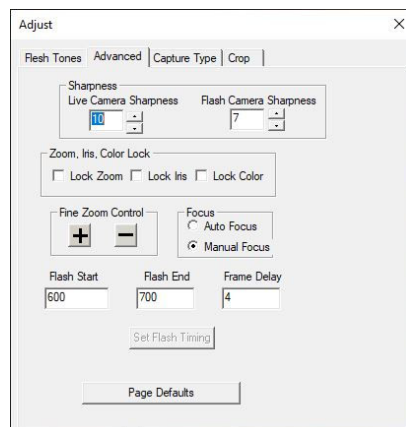 Adjust
Flesh Tones Advanced Capture Type Crop
Sharpness
Live Camera Sharpness Flash Camera Sharpness
10 7
Zoom, Iris, Color Lock
Lock Zoom Lock Iris Lock Color
Fine Zoom Control Focus
+ − Auto Focus
Manual Focus
Flash Start Flash End Frame Delay
600 700 4
Set Flash Timing
Page Defaults